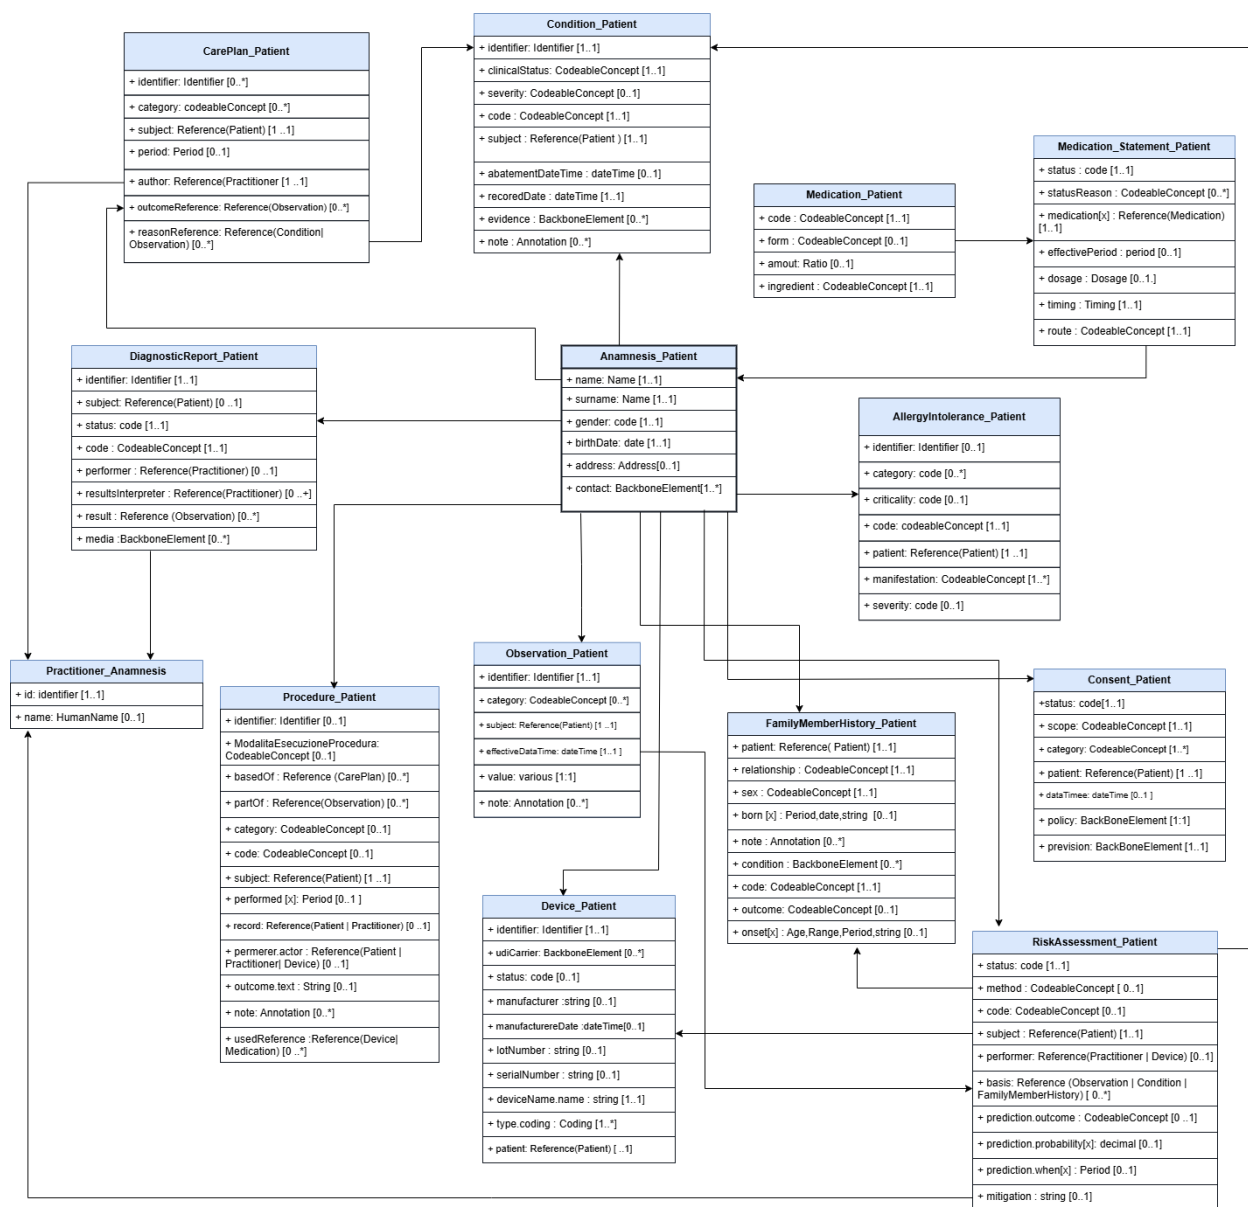 Condition_Patient
+ identifier: Identifier [1..1]
+ clinicalStatus: CodeableConcept [1..1]
+ severity: CodeableConcept [0..1]
+ code : CodeableConcept [1..1]
+ subject : Reference(Patient ) [1..1]
+ abatementDateTime : dateTime [0..1]
+ recoredDate : dateTime [1..1]
+ evidence : BackboneElement [0..*]
+ note : Annotation [0..*]
CarePlan_Patient
+ identifier: Identifier [0..*]
+ category: codeableConcept [0..*]
+ subject: Reference(Patient) [1 ..1]
+ period: Period [0..1]
+ author: Reference(Practitioner [1 ..1]
+ outcomeReference: Reference(Observation) [0..*]
+ reasonReference: Reference(Condition|
Observation) [0..*]
Medication_Statement_Patient
+ status : code [1..1]
+ statusReason : CodeableConcept [0..*]
+ medication[x] : Reference(Medication)
[1..1]
+ effectivePeriod : period [0..1]
+ dosage : Dosage [0..1.]
+ timing : Timing [1..1]
+ route : CodeableConcept [1..1]
Medication_Patient
+ code : CodeableConcept [1..1]
+ form : CodeableConcept [0..1]
+ amout: Ratio [0..1]
+ ingredient : CodeableConcept [1..1]
DiagnosticReport_Patient
+ identifier: Identifier [1..1]
+ subject: Reference(Patient) [0 ..1]
+ status: code [1..1]
+ code : CodeableConcept [1..1]
+ performer : Reference(Practitioner) [0 ..1]
+ resultsInterpreter : Reference(Practitioner) [0 ..+]
+ result : Reference (Observation) [0..*]
+ media :BackboneElement [0..*]
Anamnesis_Patient
+ name: Name [1..1]
+ surname: Name [1..1]
+ gender: code [1..1]
+ birthDate: date [1..1]
+ address: Address[0..1]
+ contact: BackboneElement[1..*]
AllergyIntolerance_Patient
+ identifier: Identifier [0..1]
+ category: code [0..*]
+ criticality: code [0..1]
+ code: codeableConcept [1..1]
+ patient: Reference(Patient) [1 ..1]
+ manifestation: CodeableConcept [1..*]
+ severity: code [0..1]
Practitioner_Anamnesis
+ id: identifier [1..1]
+ name: HumanName [0..1]
Procedure_Patient
+ identifier: Identifier [0..1]
+ ModalitaEsecuzioneProcedura:
CodeableConcept [0..1]
+ basedOf : Reference (CarePlan) [0..*]
+ partOf : Reference(Observation) [0..*]
+ category: CodeableConcept [0..1]
+ code: CodeableConcept [0..1]
+ subject: Reference(Patient) [1 ..1]
+ performed [x]: Period [0..1 ]
+ record: Reference(Patient | Practitioner) [0 ..1]
+ permerer.actor : Reference(Patient |
Practitioner| Device) [0 ..1]
+ outcome.text : String [0..1]
+ note: Annotation [0..*]
+ usedReference :Reference(Device|
Medication) [0 ..*]
Observation_Patient
+ identifier: Identifier [1..1]
+ category: CodeableConcept [0..*]
+ subject: Reference(Patient) [1 ..1]
+ effectiveDataTime: dateTime [1..1 ]
+ value: various [1:1]
+ note: Annotation [0..*]
FamilyMemberHistory_Patient
+ patient: Reference( Patient) [1..1]
+ relationship : CodeableConcept [1..1]
+ sex : CodeableConcept [1..1]
+ born [x] : Period,date,string [0..1]
+ note : Annotation [0..*]
+ condition : BackboneElement [0..*]
+ code: CodeableConcept [1..1]
+ outcome: CodeableConcept [0..1]
+ onset[x] : Age,Range,Period,string [0..1]
Consent_Patient
+status: code[1..1]
+ scope: CodeableConcept [1..1]
+ category: CodeableConcept [1..*]
+ patient: Reference(Patient) [1 ..1]
+ dataTimee: dateTime [0..1 ]
+ policy: BackBoneElement [1:1]
+ prevision: BackBoneElement [1..1]
Device_Patient
+ identifier: Identifier [1..1]
+ udiCarrier: BackboneElement [0..*]
+ status: code [0..1]
+ manufacturer :string [0..1]
+ manufacturereDate :dateTime[0..1]
+ lotNumber : string [0..1]
+ serialNumber : string [0..1]
+ deviceName.name : string [1..1]
+ type.coding : Coding [1..*]
+ patient: Reference(Patient) [ ..1]
RiskAssessment_Patient
+ status: code [1..1]
+ method : CodeableConcept [ 0..1]
+ code: CodeableConcept [0..1]
+ subject : Reference(Patient) [1..1]
+ performer: Reference(Practitioner | Device) [0..1]
+ basis: Reference (Observation | Condition |
FamilyMemberHistory) [ 0..*]
+ prediction.outcome : CodeableConcept [0 ..1]
+ prediction.probability[x]: decimal [0..1]
+ prediction.when[x] : Period [0..1]
+ mitigation : string [0..1]